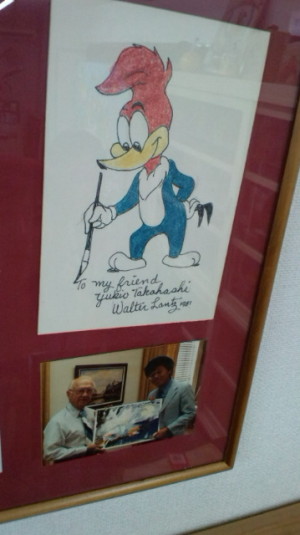 To my friend
Yukio Takahashi
Walter Lantz